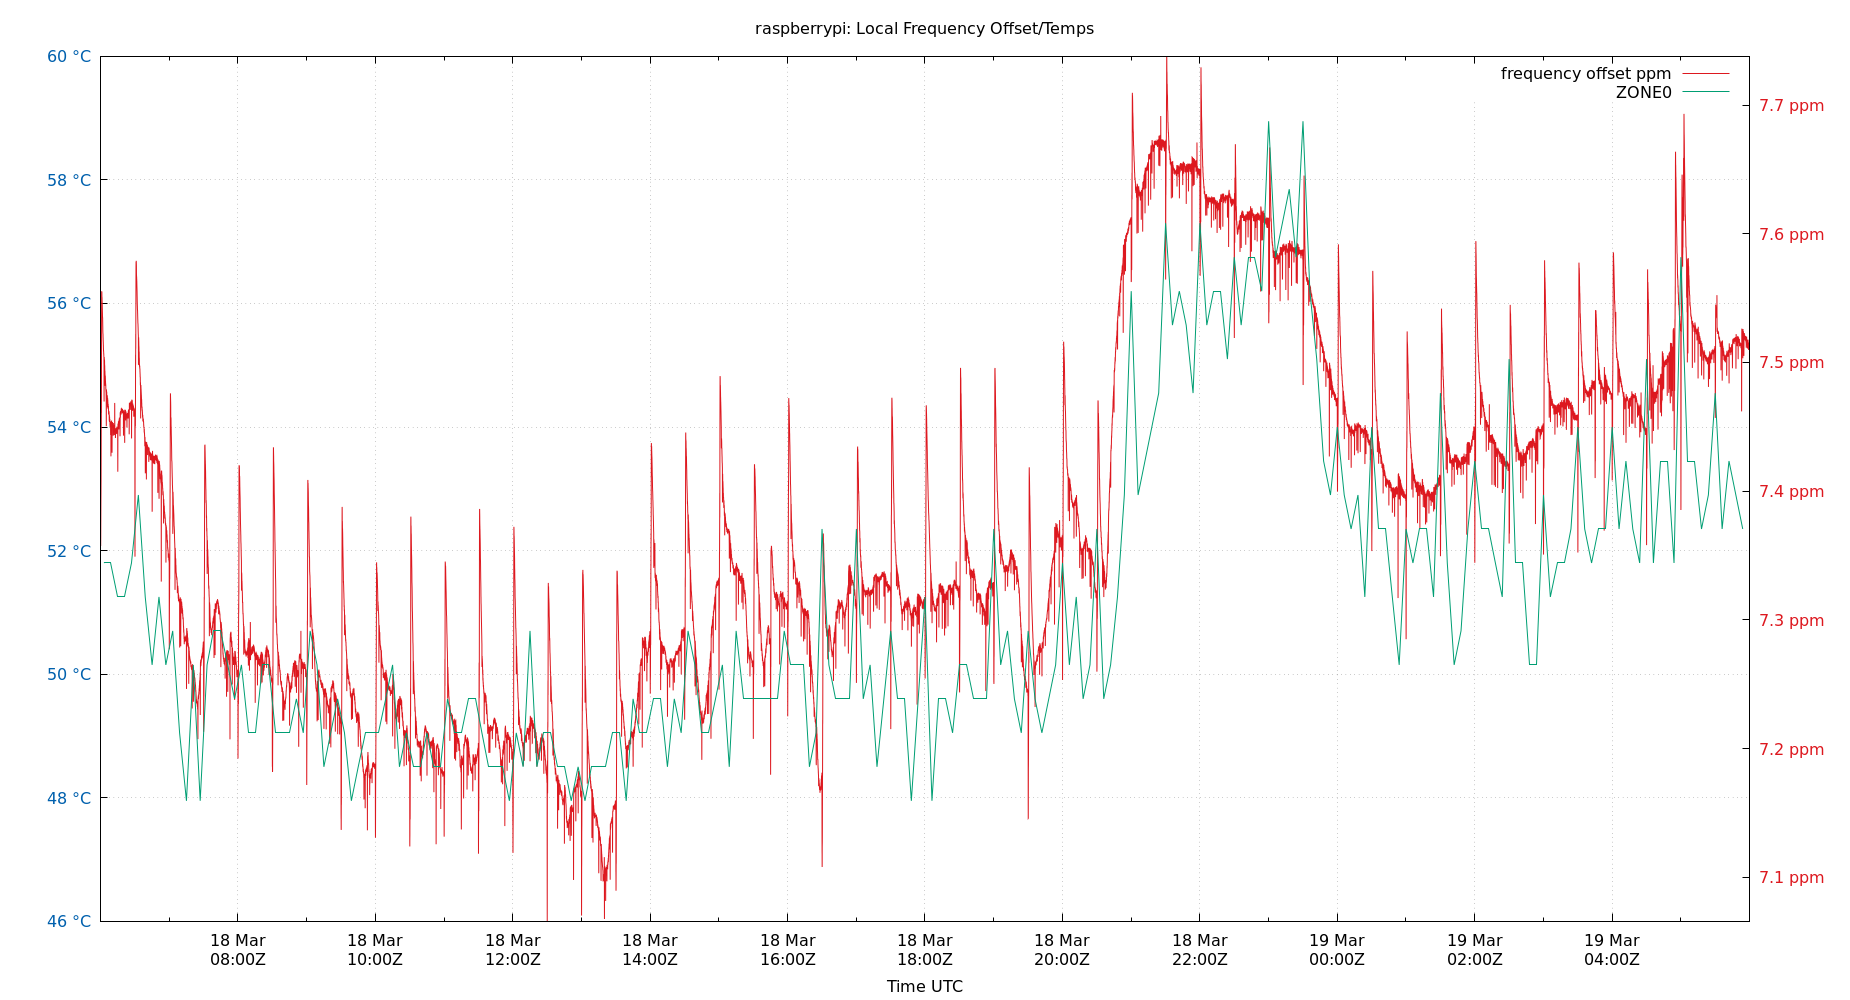 raspberrypi: Local Frequency Offset/Temps
frequency offset ppm
ZONE0
60 °C
58 °C
56 °C
54 °C
52 °C
50 °C
48 °C
46 °C
7.7 ppm
7.6 ppm
7.5 ppm
7.4 ppm
7.3 ppm
7.2 ppm
7.1 ppm
18 Mar
08:00Z
18 Mar
10:00Z
18 Mar
12:00Z
18 Mar
14:00Z
18 Mar
16:00Z
18 Mar
18:00Z
18 Mar
20:00Z
18 Mar
22:00Z
19 Mar
00:00Z
19 Mar
02:00Z
19 Mar
04:00Z
Time UTC